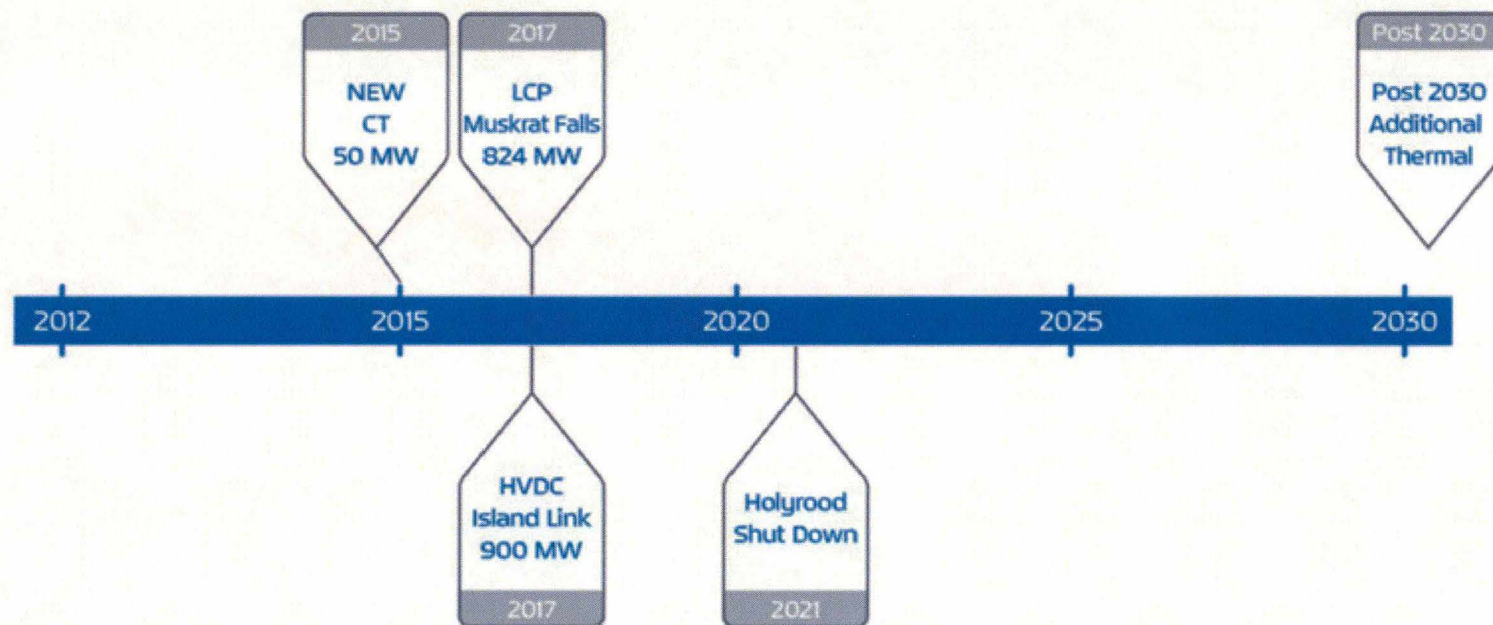 2015
NEW
CT
50 MW
2017
LCP
Muskrat Falls
824 MW
Post 2030
Post 2030
Additional
Thermal
2012
2015
2020
2025
2030
HVDC
Island Link
900 MW
2017
Holyrood
Shut Down
2021